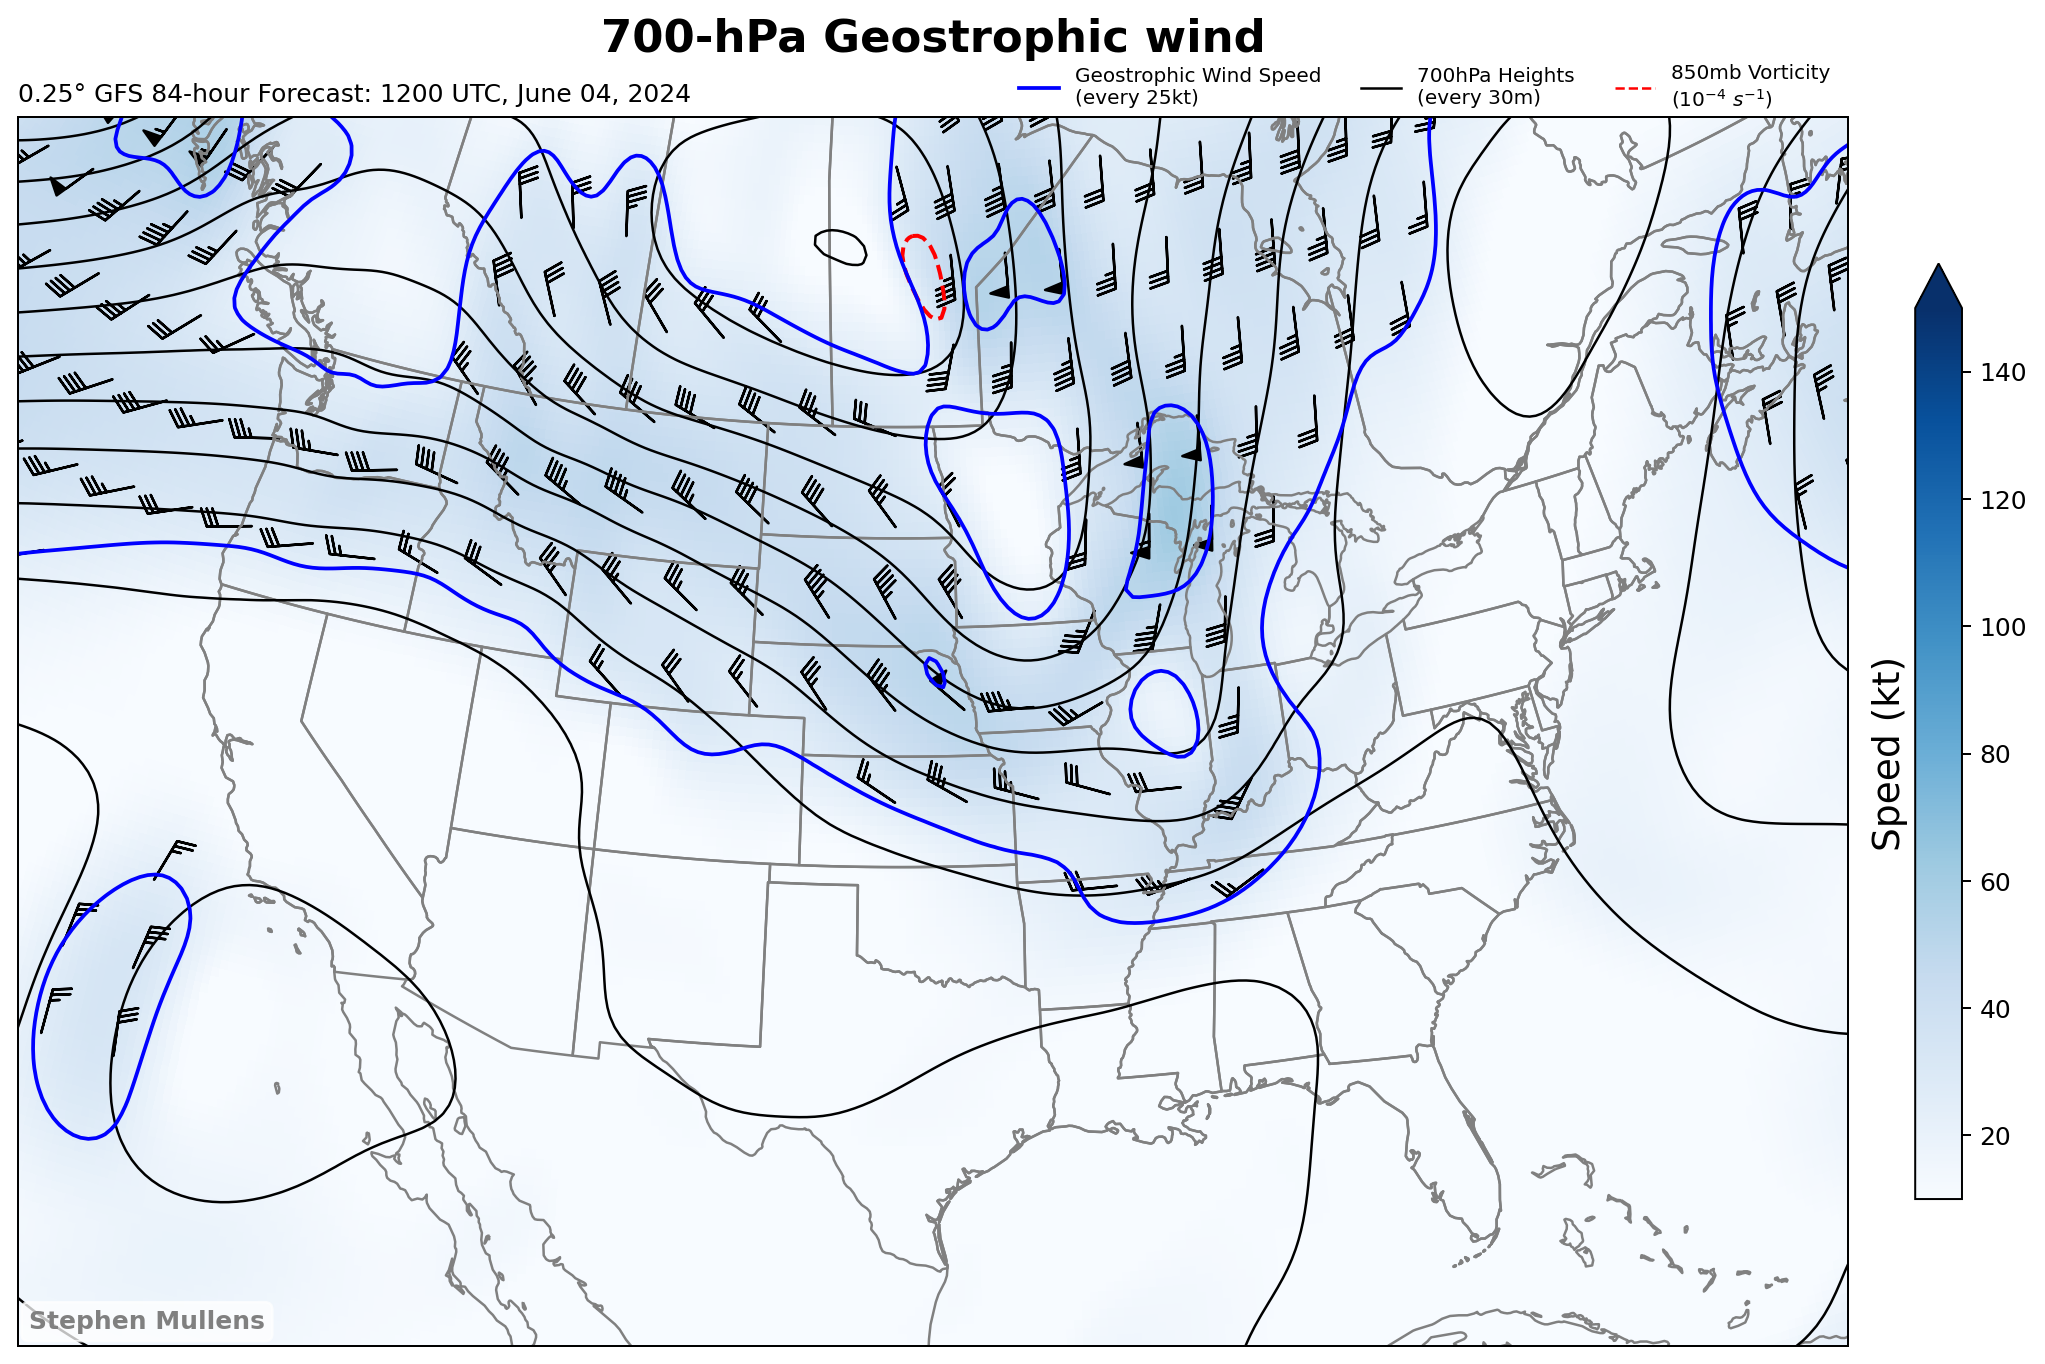 700-hPa Geostrophic wind
0.25° GFS 84-hour Forecast: 1200 UTC, June 04, 2024
Geostrophic Wind Speed
(every 25kt)
700hPa Heights
(every 30m)
850mb Vorticity
(10⁻⁴ s⁻¹)
140
120
100
80
60
40
20
Speed (kt)
Stephen Mullens